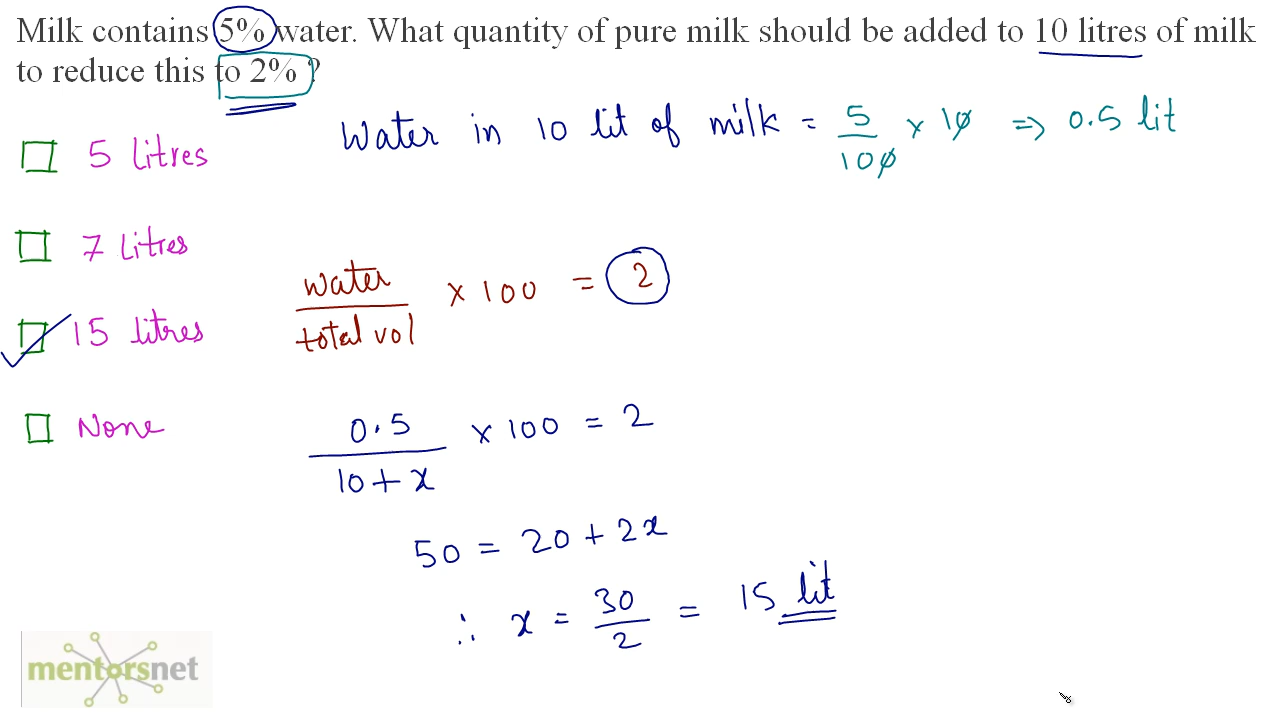 Milk contains 5% water. What quantity of pure milk should be added to 10 litres of milk
to reduce this to 2% ?
Water in 10 lit of milk = 5/100 × 10 ⇒ 0.5 lit
5 Litres
7 Litres
15 litres
None
water/total vol × 100 = 2
0.5/10+x × 100 = 2
50 = 20 + 2x
∴ x = 30/2 = 15 lit
mentorsnet